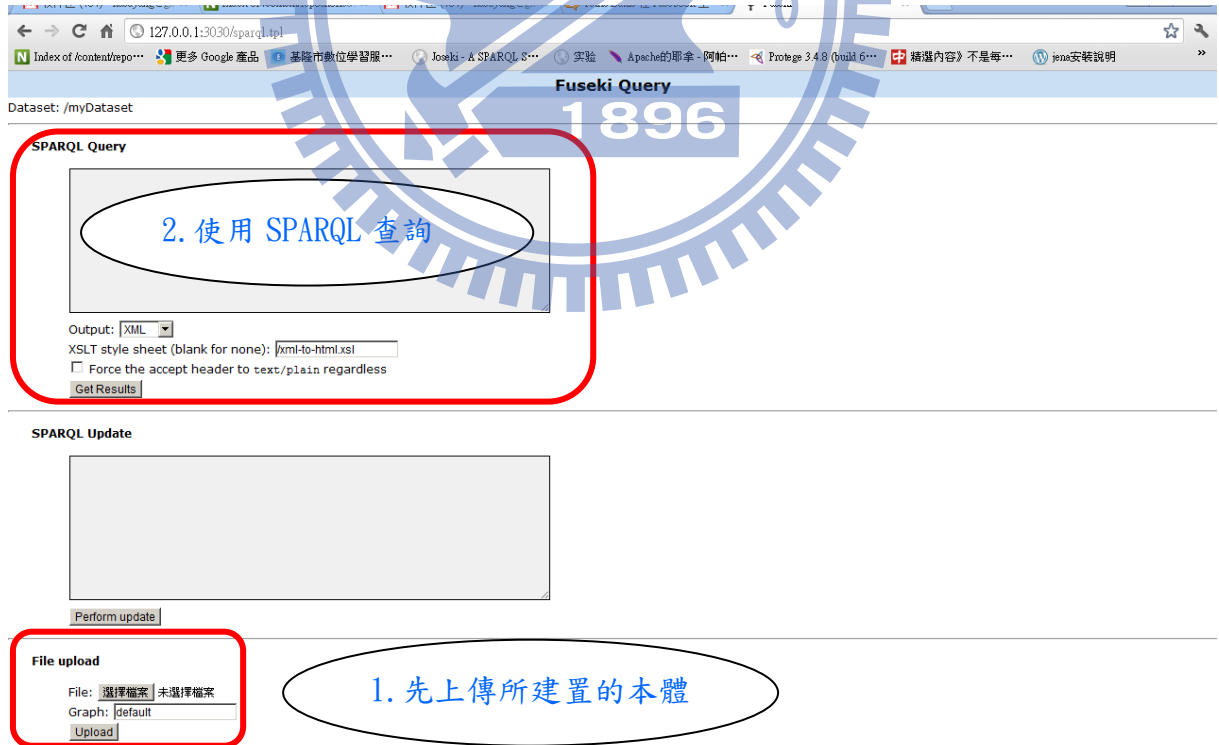 127.0.0.1:3030/sparql.tpl
Index of /content/repo… 更多 Google 產品 基隆市數位學習服… Joseki - A SPARQL S… 实验 Apache的耶拿 - 阿帕… Protege 3.4.8 (build 6… 精選內容》不是每… jena安裝說明 »
Fuseki Query
Dataset: /myDataset
1896
SPARQL Query
2. 使用 SPARQL 查詢
Output: XML
XSLT style sheet (blank for none): /xml-to-html.xsl
Force the accept header to text/plain regardless
Get Results
SPARQL Update
Perform update
File upload
1. 先上傳所建置的本體
File: 選擇檔案 未選擇檔案
Graph: default
Upload